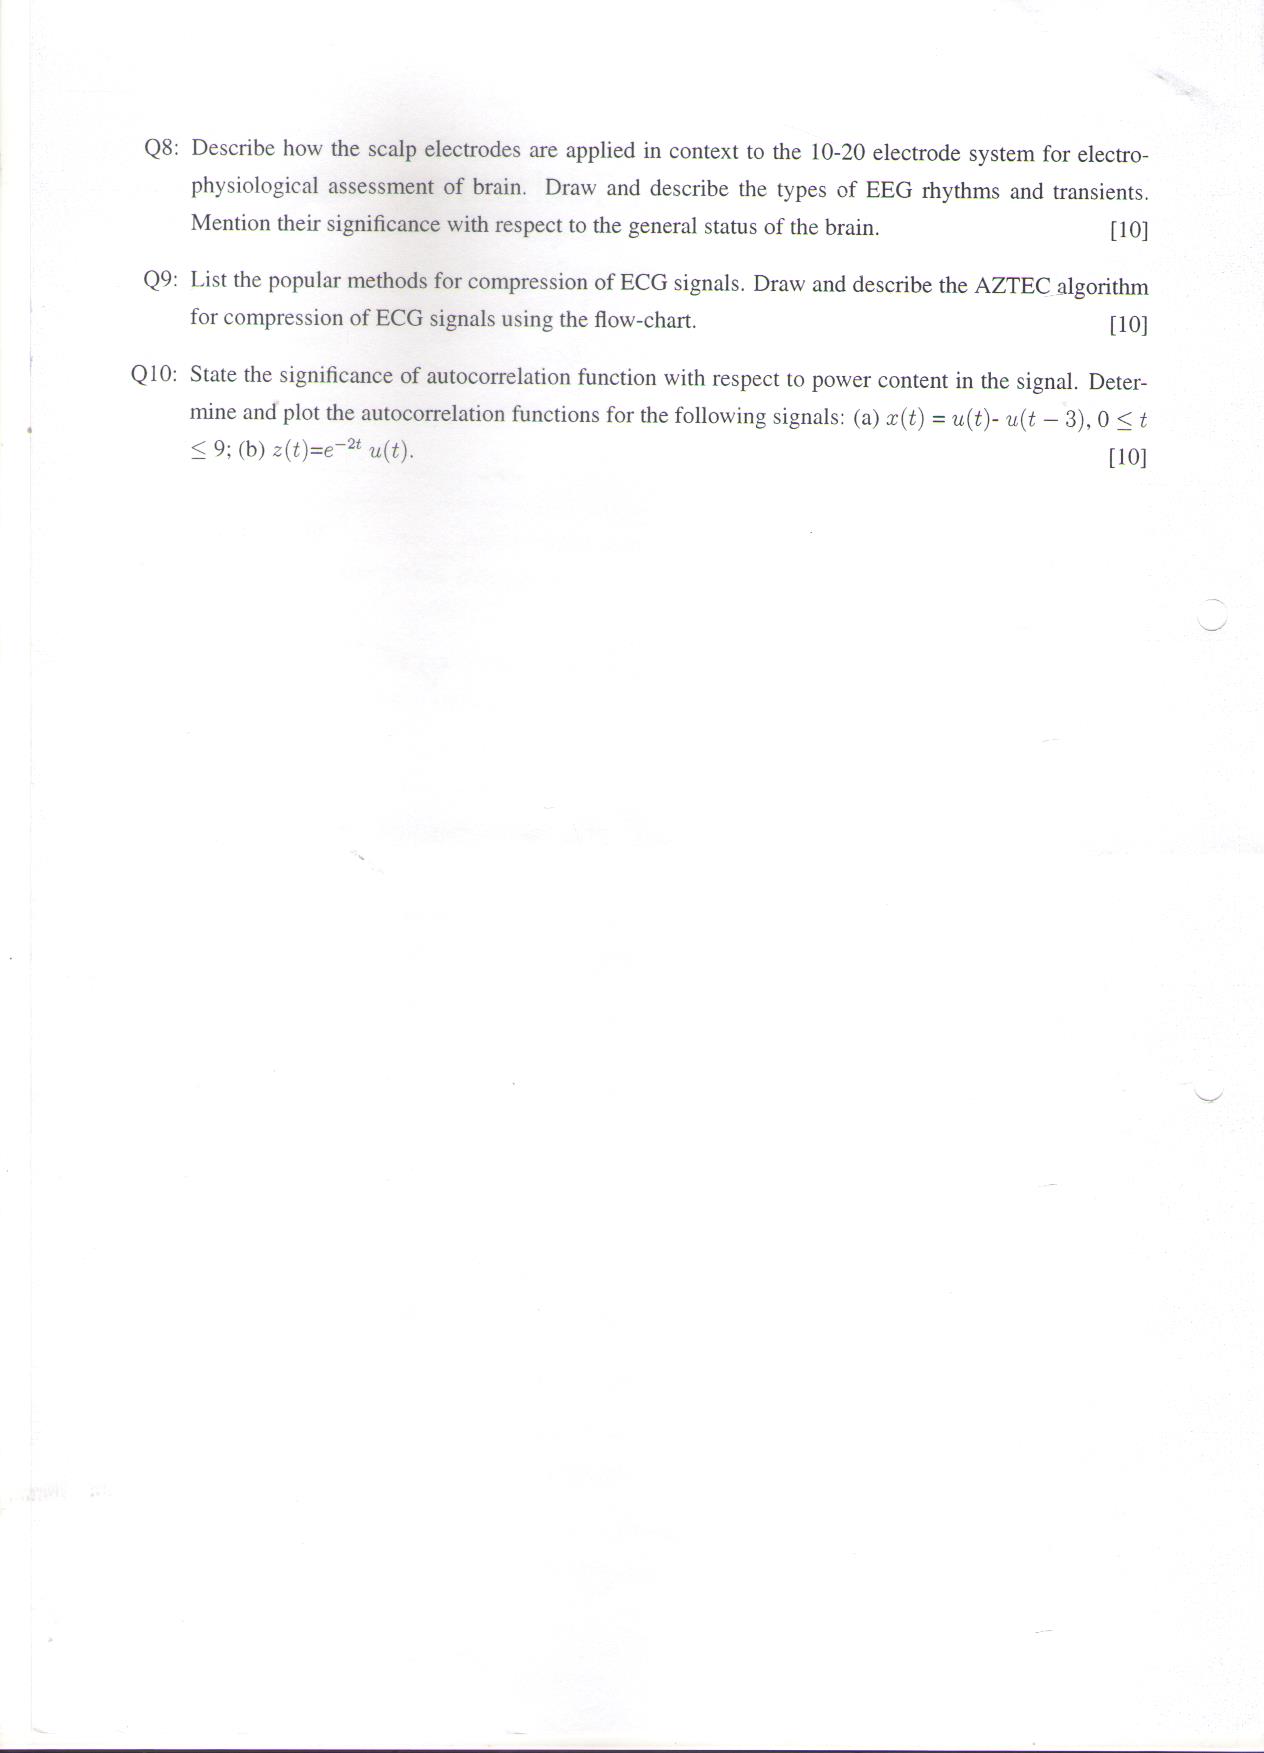 Q8: Describe how the scalp electrodes are applied in context to the 10-20 electrode system for electro-
physiological assessment of brain. Draw and describe the types of EEG rhythms and transients.
Mention their significance with respect to the general status of the brain. [10]
Q9: List the popular methods for compression of ECG signals. Draw and describe the AZTEC algorithm
for compression of ECG signals using the flow-chart. [10]
Q10: State the significance of autocorrelation function with respect to power content in the signal. Deter-
mine and plot the autocorrelation functions for the following signals: (a) x(t) = u(t)- u(t − 3), 0 ≤ t
≤ 9; (b) z(t)=e⁻²ᵗ u(t). [10]